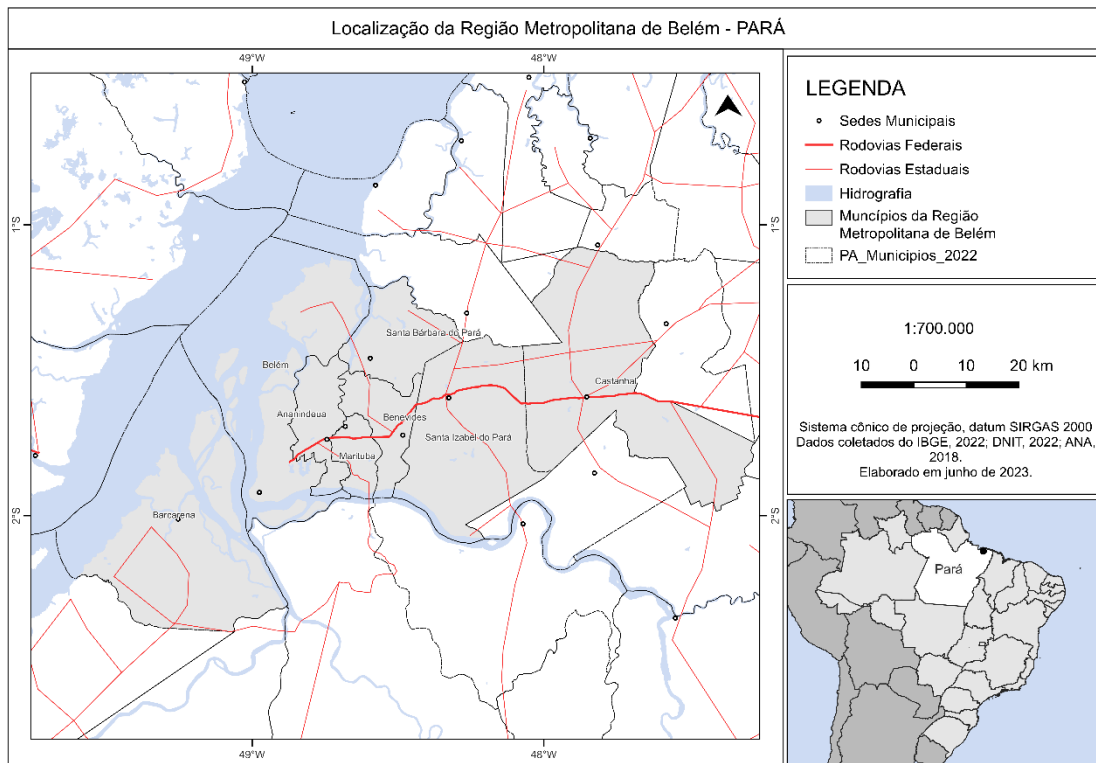 Localização da Região Metropolitana de Belém - PARÁ
49°W
48°W
1°S
1°S
2°S
2°S
Santa Bárbara do Pará
Belém
Castanhal
Ananindeua
Benevides
Santa Izabel do Pará
Marituba
Barcarena
49°W
48°W
LEGENDA
Sedes Municipais
Rodovias Federais
Rodovias Estaduais
Hidrografia
Muncípios da Região
Metropolitana de Belém
PA_Municipios_2022
1:700.000
10 0 10 20 km
Sistema cônico de projeção, datum SIRGAS 2000
Dados coletados do IBGE, 2022; DNIT, 2022; ANA,
2018.
Elaborado em junho de 2023.
Pará